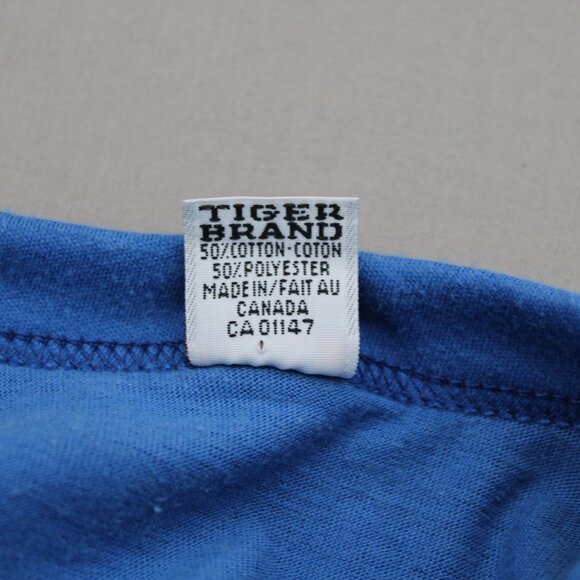 TIGER
BRAND
50% COTTON-COTON
50% POLYESTER
MADE IN/FAIT AU
CANADA
CA 01147